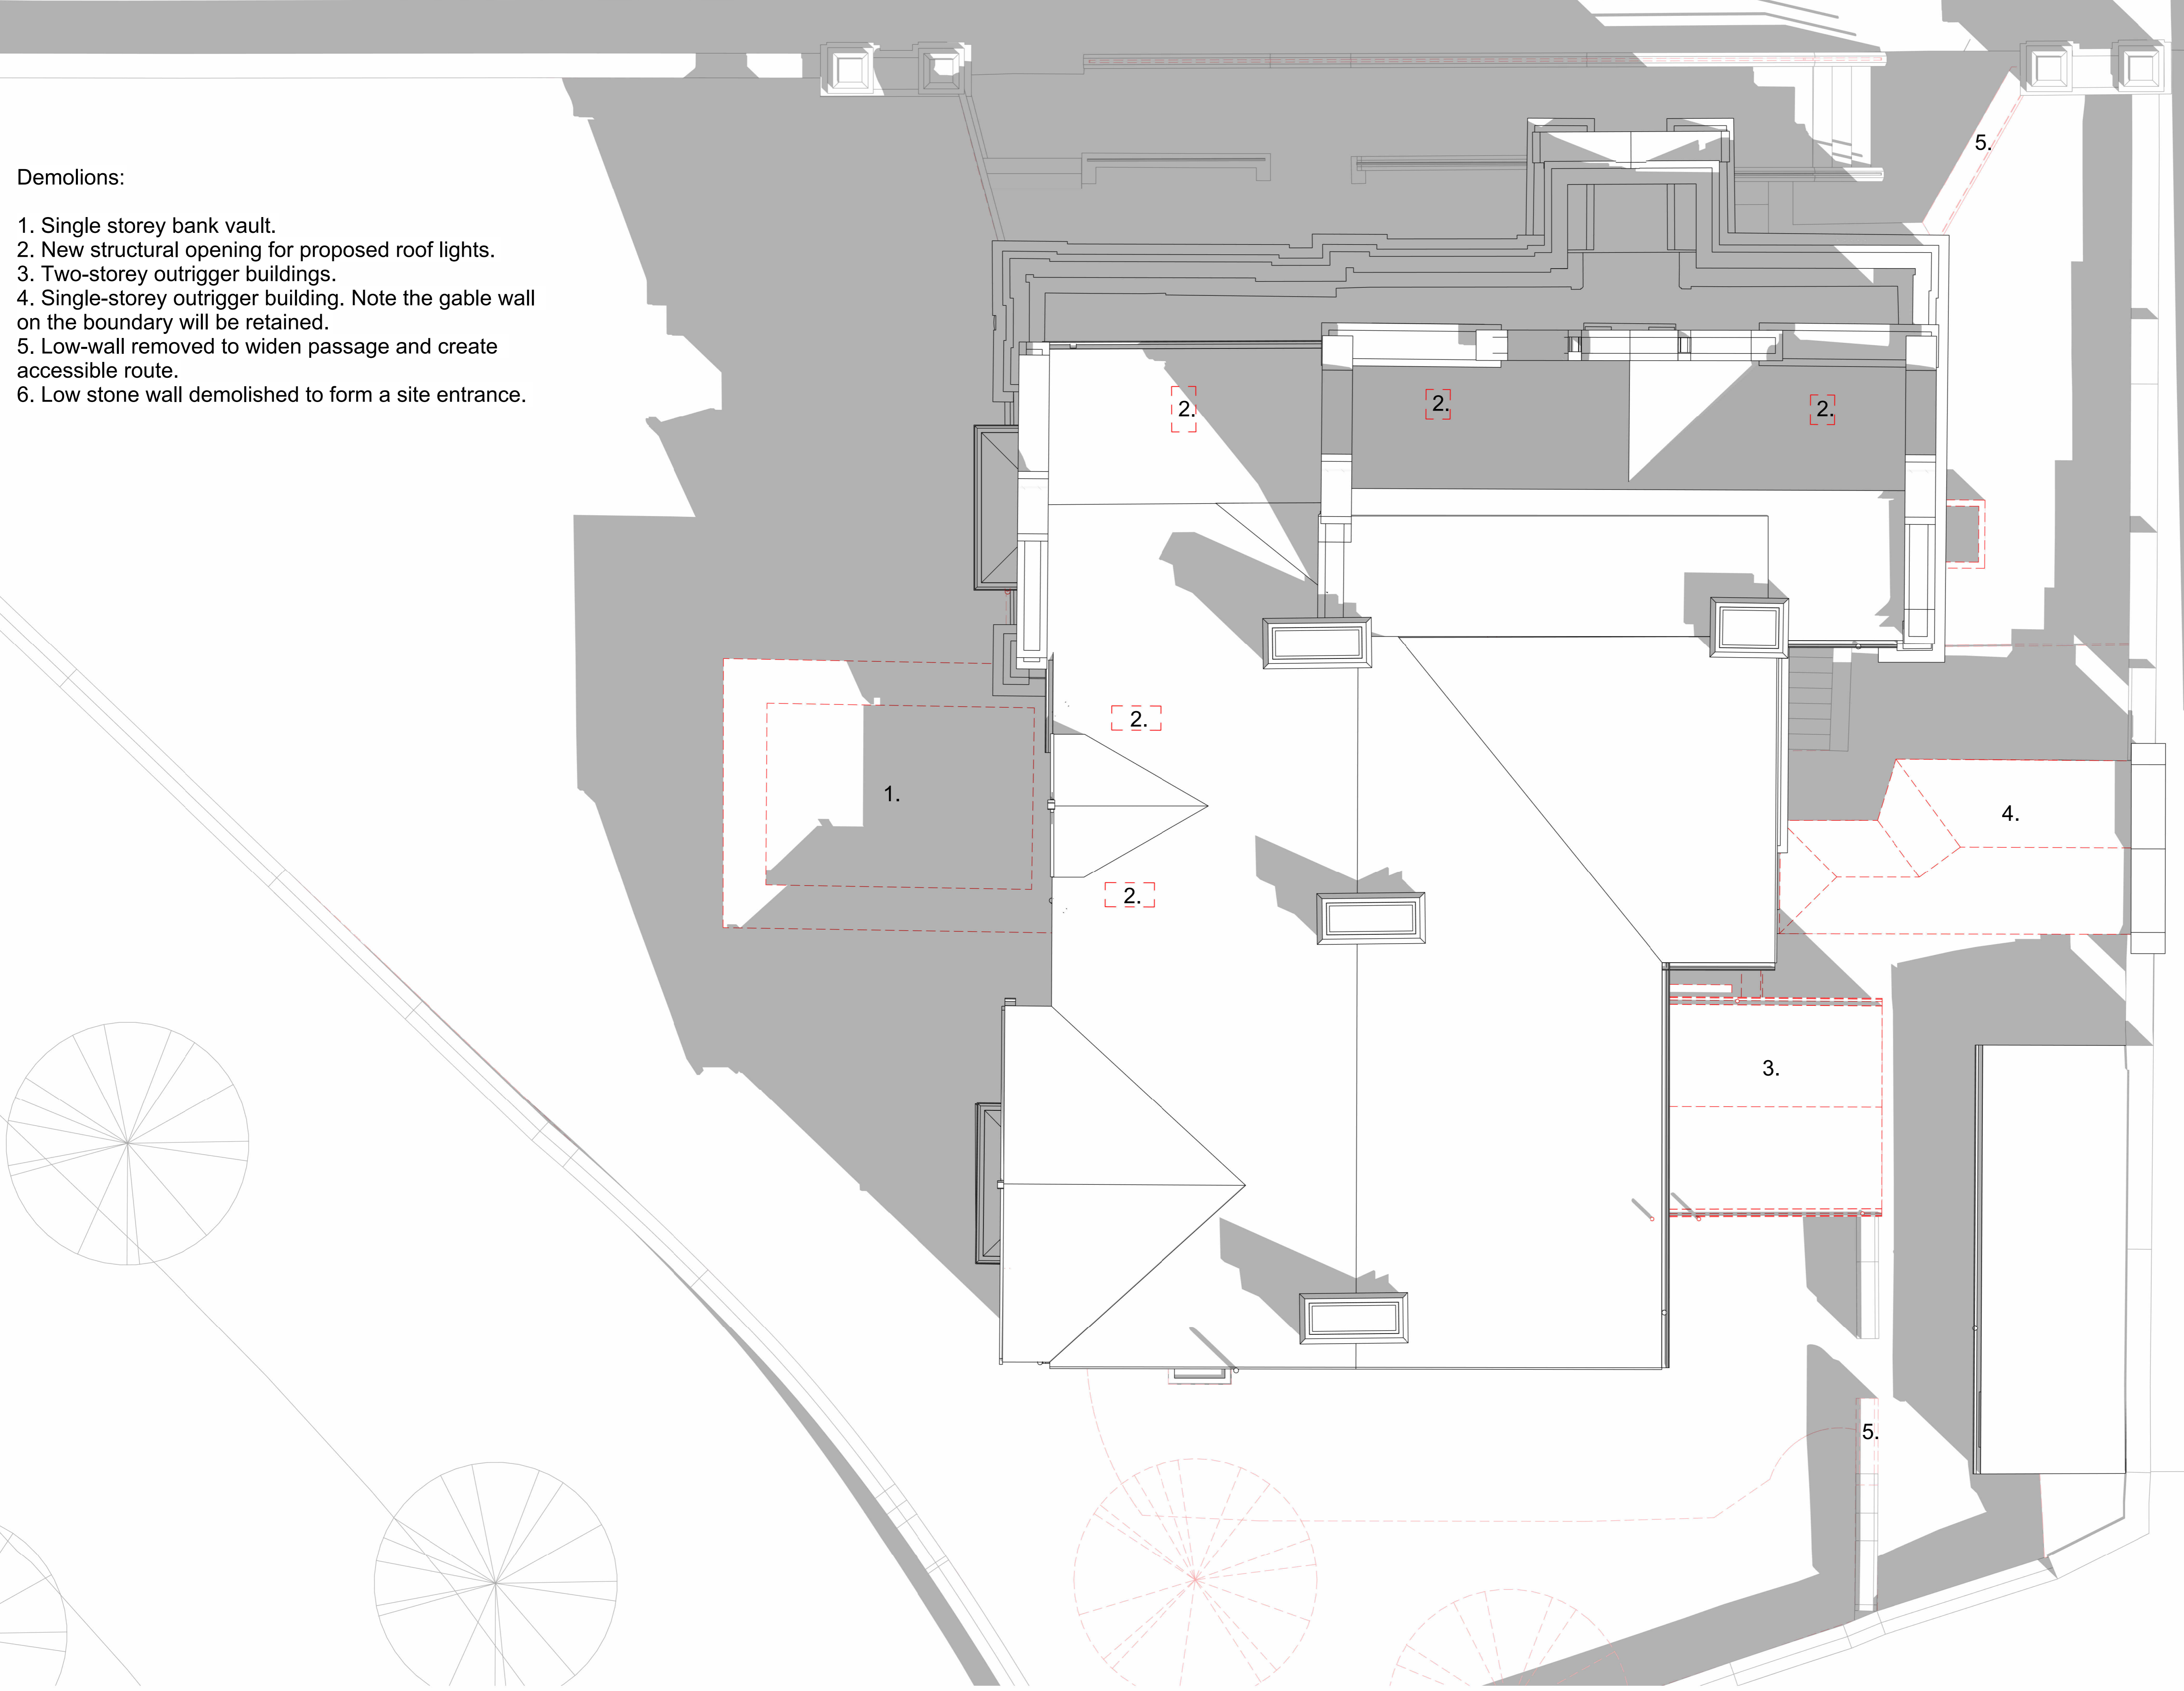 Demolions:
1. Single storey bank vault.
2. New structural opening for proposed roof lights.
3. Two-storey outrigger buildings.
4. Single-storey outrigger building. Note the gable wall
on the boundary will be retained.
5. Low-wall removed to widen passage and create
accessible route.
6. Low stone wall demolished to form a site entrance.
5.
2.
2.
2.
2.
1.
4.
2.
3.
5.